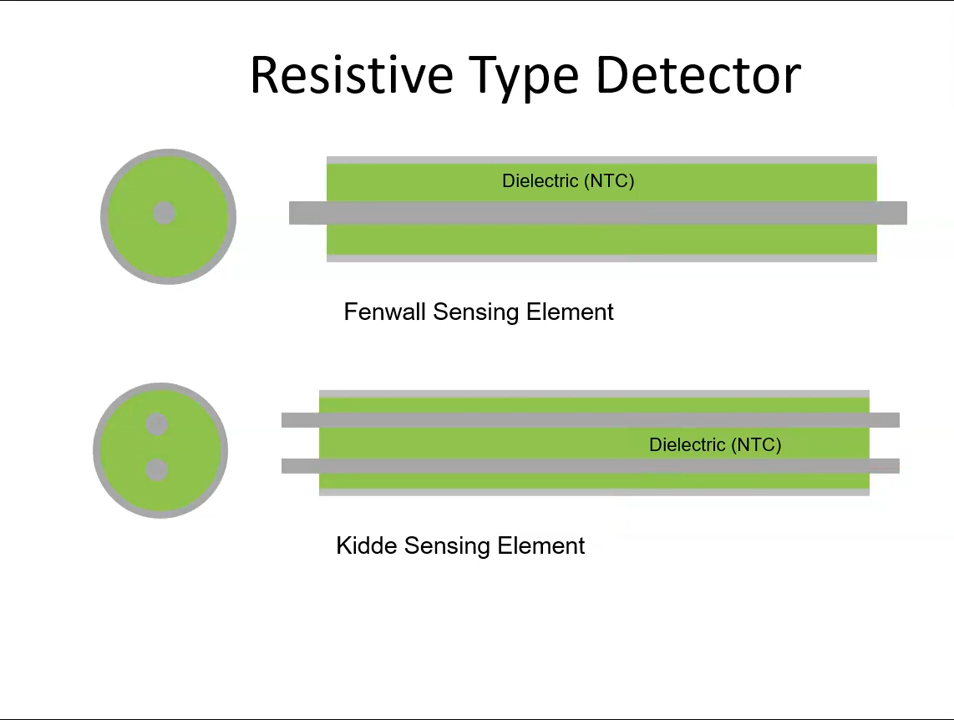 Resistive Type Detector
Dielectric (NTC)
Fenwall Sensing Element
Dielectric (NTC)
Kidde Sensing Element